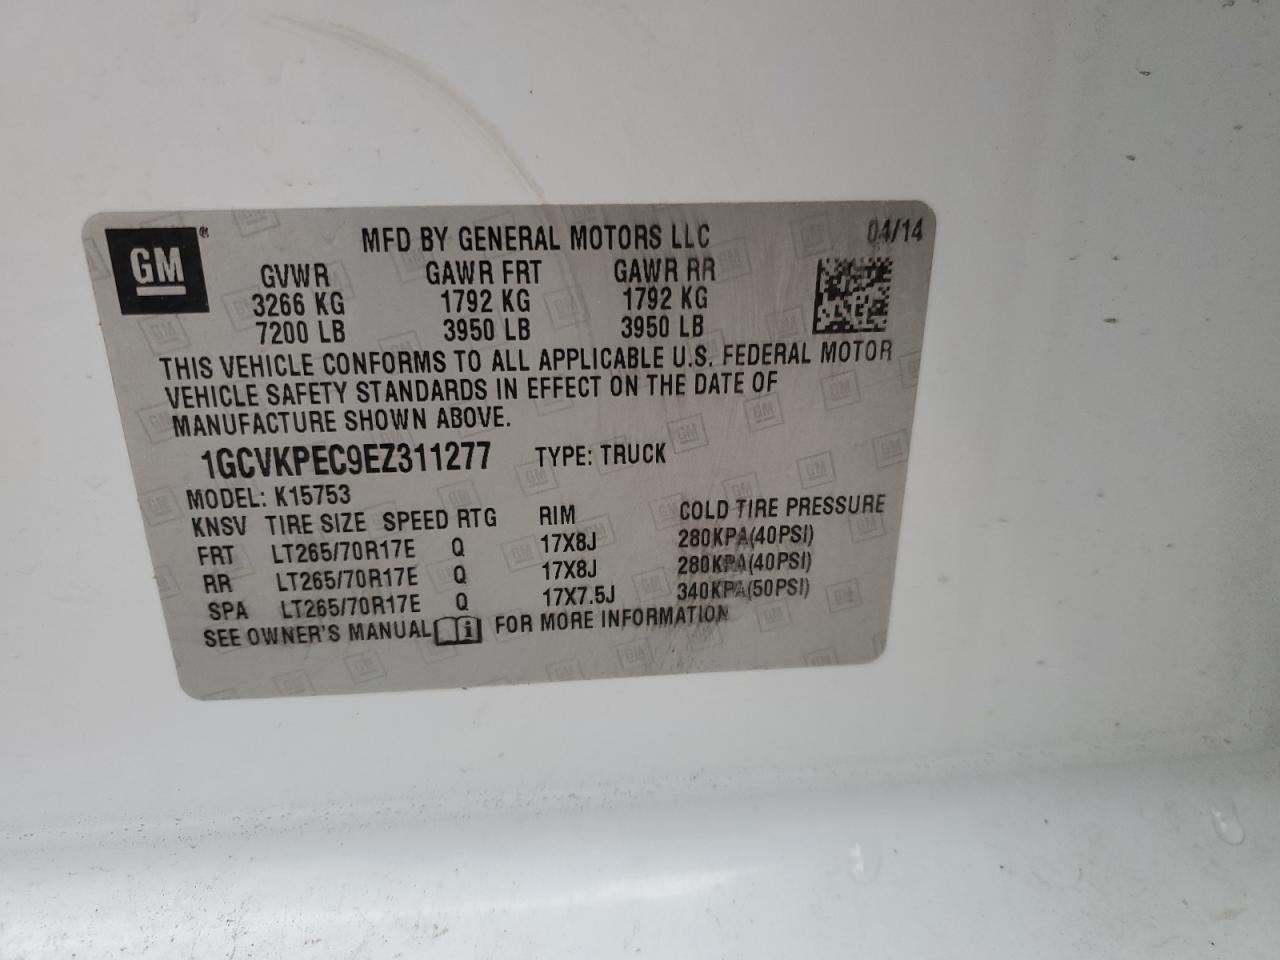 GM
MFD BY GENERAL MOTORS LLC 04/14
GVWR GAWR FRT GAWR RR
3266 KG 1792 KG 1792 KG
7200 LB 3950 LB 3950 LB
THIS VEHICLE CONFORMS TO ALL APPLICABLE U.S. FEDERAL MOTOR
VEHICLE SAFETY STANDARDS IN EFFECT ON THE DATE OF
MANUFACTURE SHOWN ABOVE.
1GCVKPEC9EZ311277 TYPE: TRUCK
MODEL: K15753
KNSV TIRE SIZE SPEED RTG RIM COLD TIRE PRESSURE
FRT LT265/70R17E Q 17X8J 280KPA(40PSI)
RR LT265/70R17E Q 17X8J 280KPA(40PSI)
SPA LT265/70R17E Q 17X7.5J 340KPA(50PSI)
SEE OWNER'S MANUAL FOR MORE INFORMATION